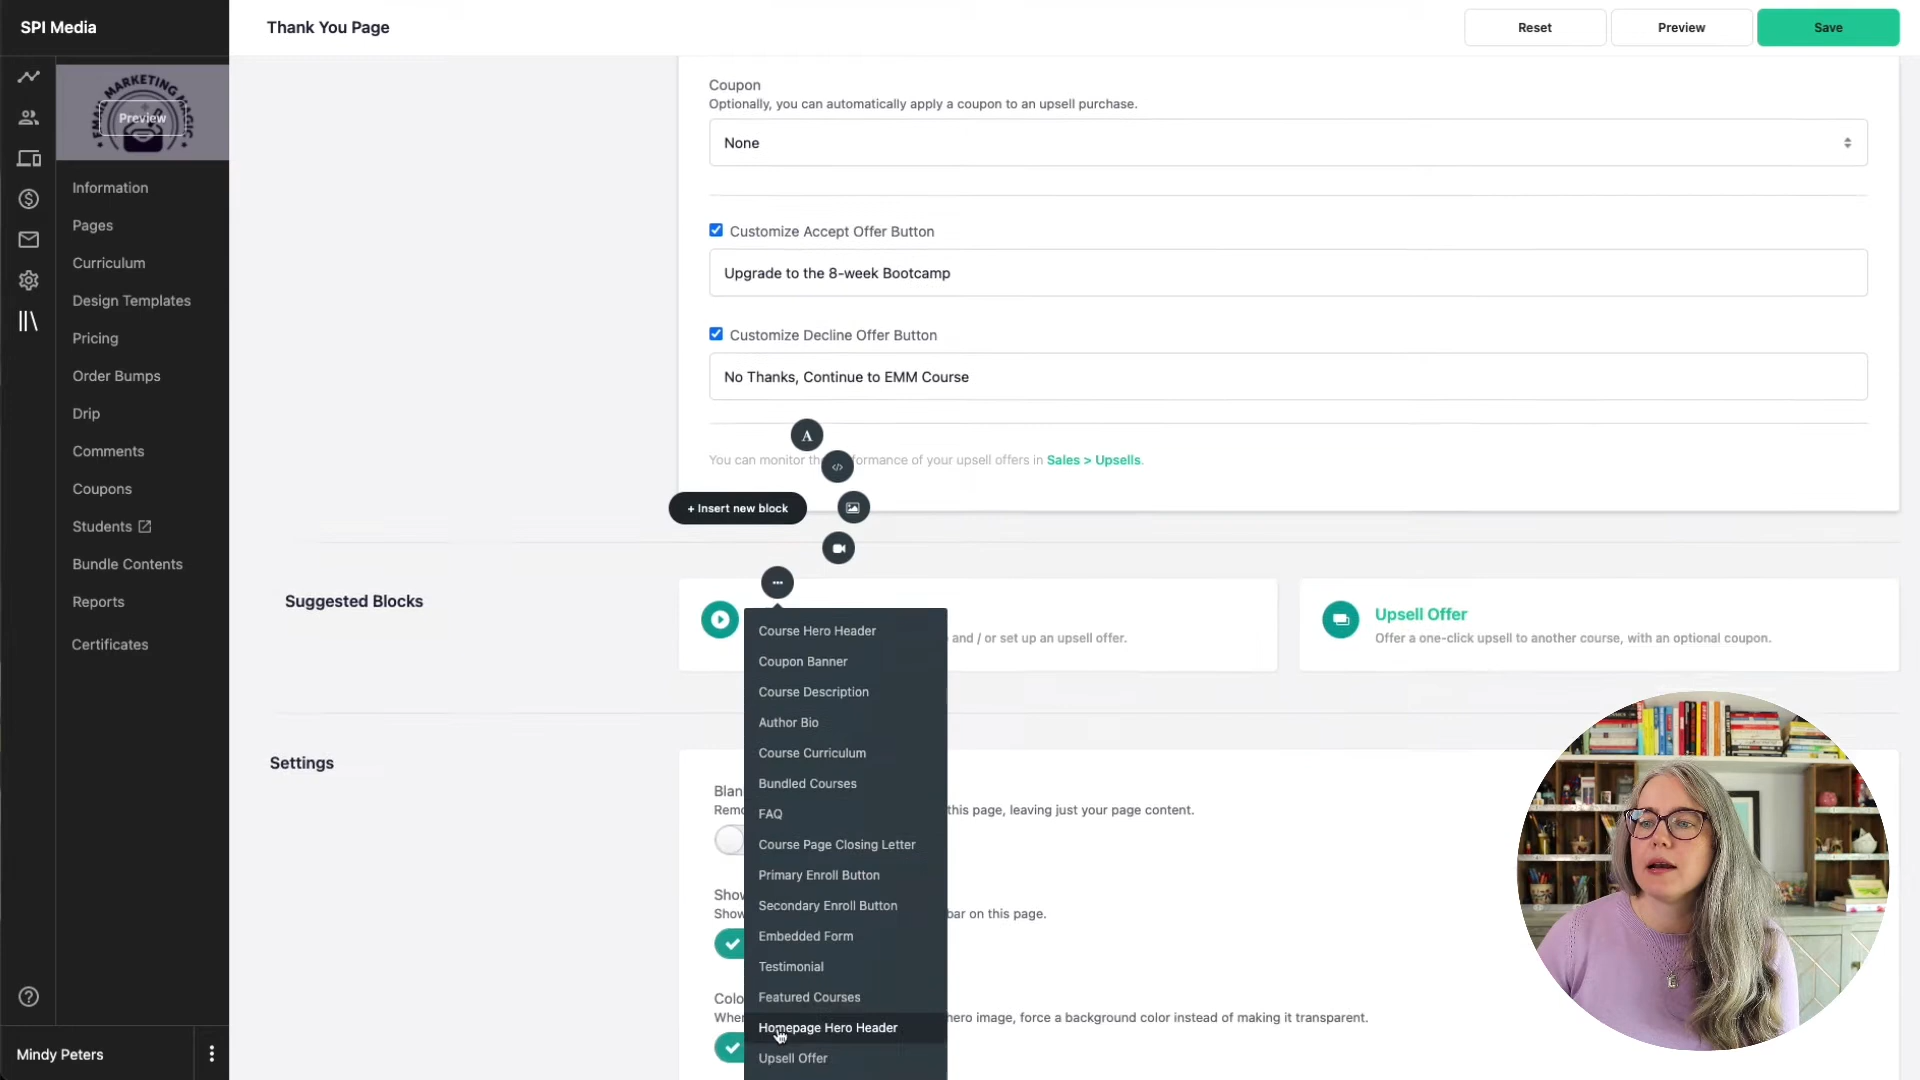 SPI Media
Thank You Page
Reset
Preview
Save
EMAIL MARKETING MAGIC
Preview
Information
Pages
Curriculum
Design Templates
Pricing
Order Bumps
Drip
Comments
Coupons
Students
Bundle Contents
Reports
Certificates
Mindy Peters
Coupon
Optionally, you can automatically apply a coupon to an upsell purchase.
None
Customize Accept Offer Button
Upgrade to the 8-week Bootcamp
Customize Decline Offer Button
No Thanks, Continue to EMM Course
A
You can monitor th formance of your upsell offers in Sales > Upsells.
</>
+ Insert new block
Suggested Blocks
and / or set up an upsell offer.
Upsell Offer
Offer a one-click upsell to another course, with an optional coupon.
Course Hero Header
Coupon Banner
Course Description
Author Bio
Course Curriculum
Bundled Courses
FAQ
Course Page Closing Letter
Primary Enroll Button
Secondary Enroll Button
Embedded Form
Testimonial
Featured Courses
Homepage Hero Header
Upsell Offer
Settings
Blan
Remo this page, leaving just your page content.
Show
Show bar on this page.
Colo
Wher hero image, force a background color instead of making it transparent.